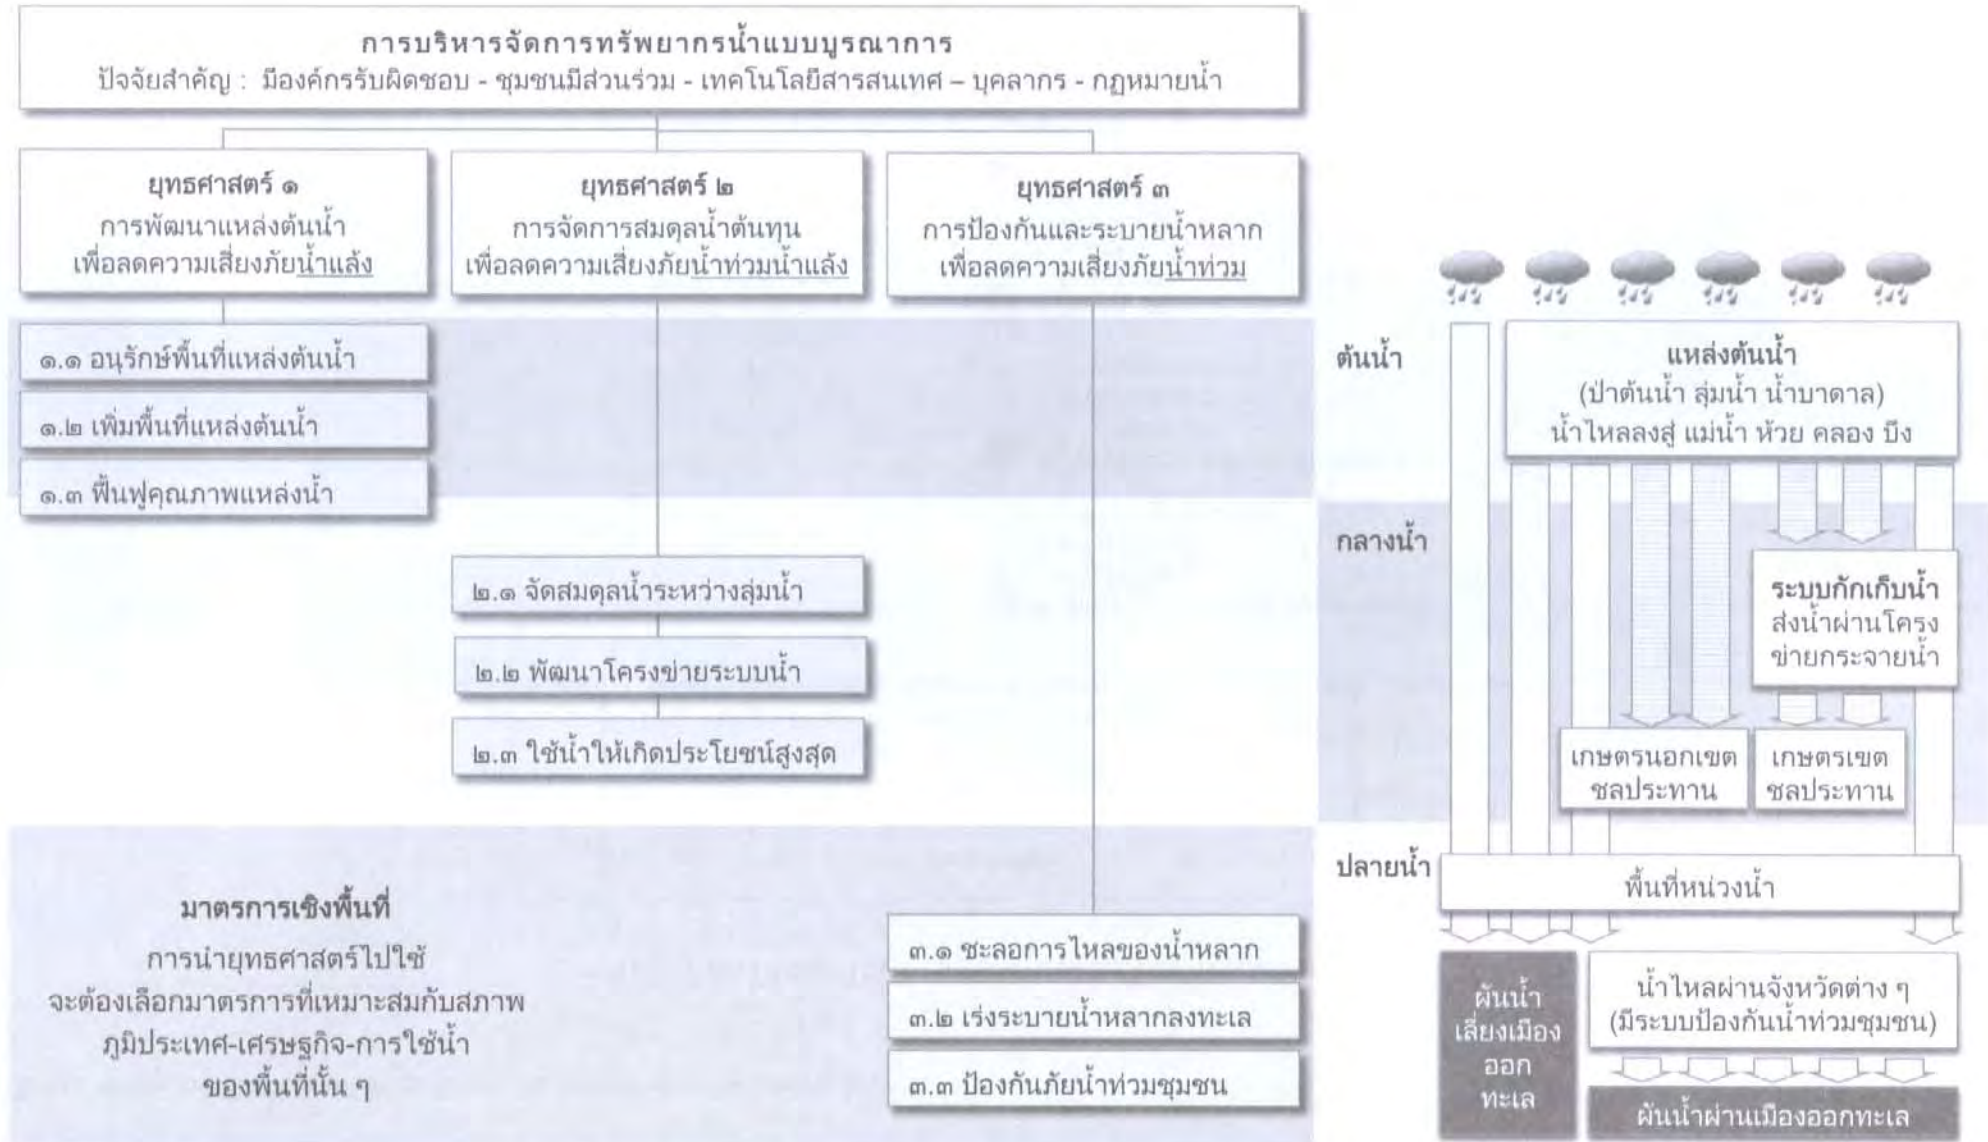 การบริหารจัดการทรัพยากรน้ำแบบบูรณาการ
ปัจจัยสำคัญ : มีองค์กรรับผิดชอบ - ชุมชนมีส่วนร่วม - เทคโนโลยีสารสนเทศ – บุคลากร - กฎหมายน้ำ
ยุทธศาสตร์ ๑
การพัฒนาแหล่งต้นน้ำ
เพื่อลดความเสี่ยงภัยน้ำแล้ง
ยุทธศาสตร์ ๒
การจัดการสมดุลน้ำต้นทุน
เพื่อลดความเสี่ยงภัยน้ำท่วมน้ำแล้ง
ยุทธศาสตร์ ๓
การป้องกันและระบายน้ำหลาก
เพื่อลดความเสี่ยงภัยน้ำท่วม
๑.๑ อนุรักษ์พื้นที่แหล่งต้นน้ำ
๑.๒ เพิ่มพื้นที่แหล่งต้นน้ำ
๑.๓ ฟื้นฟูคุณภาพแหล่งน้ำ
๒.๑ จัดสมดุลน้ำระหว่างลุ่มน้ำ
๒.๒ พัฒนาโครงข่ายระบบน้ำ
๒.๓ ใช้น้ำให้เกิดประโยชน์สูงสุด
มาตรการเชิงพื้นที่
การนำยุทธศาสตร์ไปใช้
จะต้องเลือกมาตรการที่เหมาะสมกับสภาพ
ภูมิประเทศ-เศรษฐกิจ-การใช้น้ำ
ของพื้นที่นั้น ๆ
๓.๑ ชะลอการไหลของน้ำหลาก
๓.๒ เร่งระบายน้ำหลากลงทะเล
๓.๓ ป้องกันภัยน้ำท่วมชุมชน
ต้นน้ำ
แหล่งต้นน้ำ
(ป่าต้นน้ำ ลุ่มน้ำ น้ำบาดาล)
น้ำไหลลงสู่ แม่น้ำ ห้วย คลอง บึง
กลางน้ำ
ระบบกักเก็บน้ำ
ส่งน้ำผ่านโครง
ข่ายกระจายน้ำ
เกษตรนอกเขต
ชลประทาน
เกษตรเขต
ชลประทาน
ปลายน้ำ
พื้นที่หน่วงน้ำ
ผันน้ำ
เลี่ยงเมือง
ออก
ทะเล
น้ำไหลผ่านจังหวัดต่าง ๆ
(มีระบบป้องกันน้ำท่วมชุมชน)
ผันน้ำผ่านเมืองออกทะเล